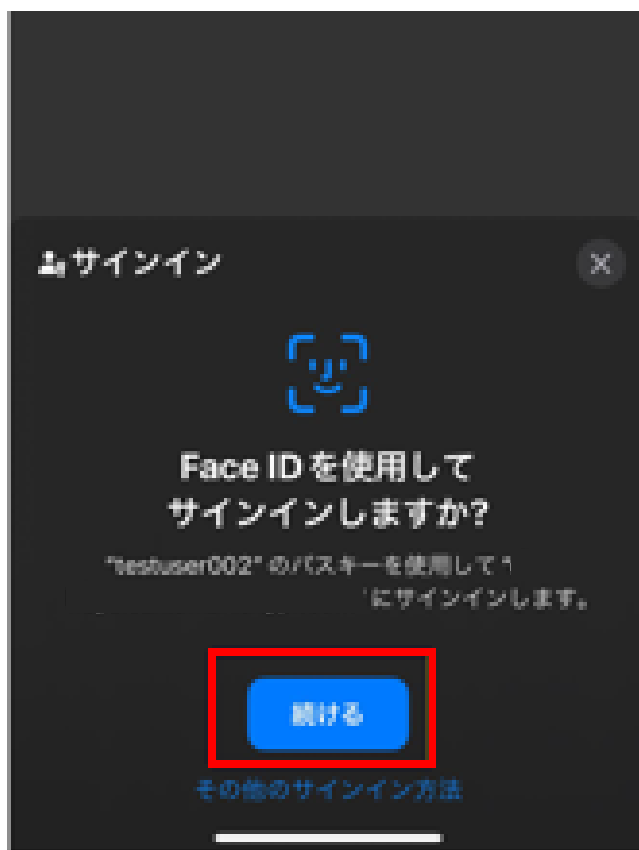 サインイン
Face IDを使用して
サインインしますか?
"testuser002" のパスキーを使用して "
"にサインインします。
続ける
その他のサインイン方法